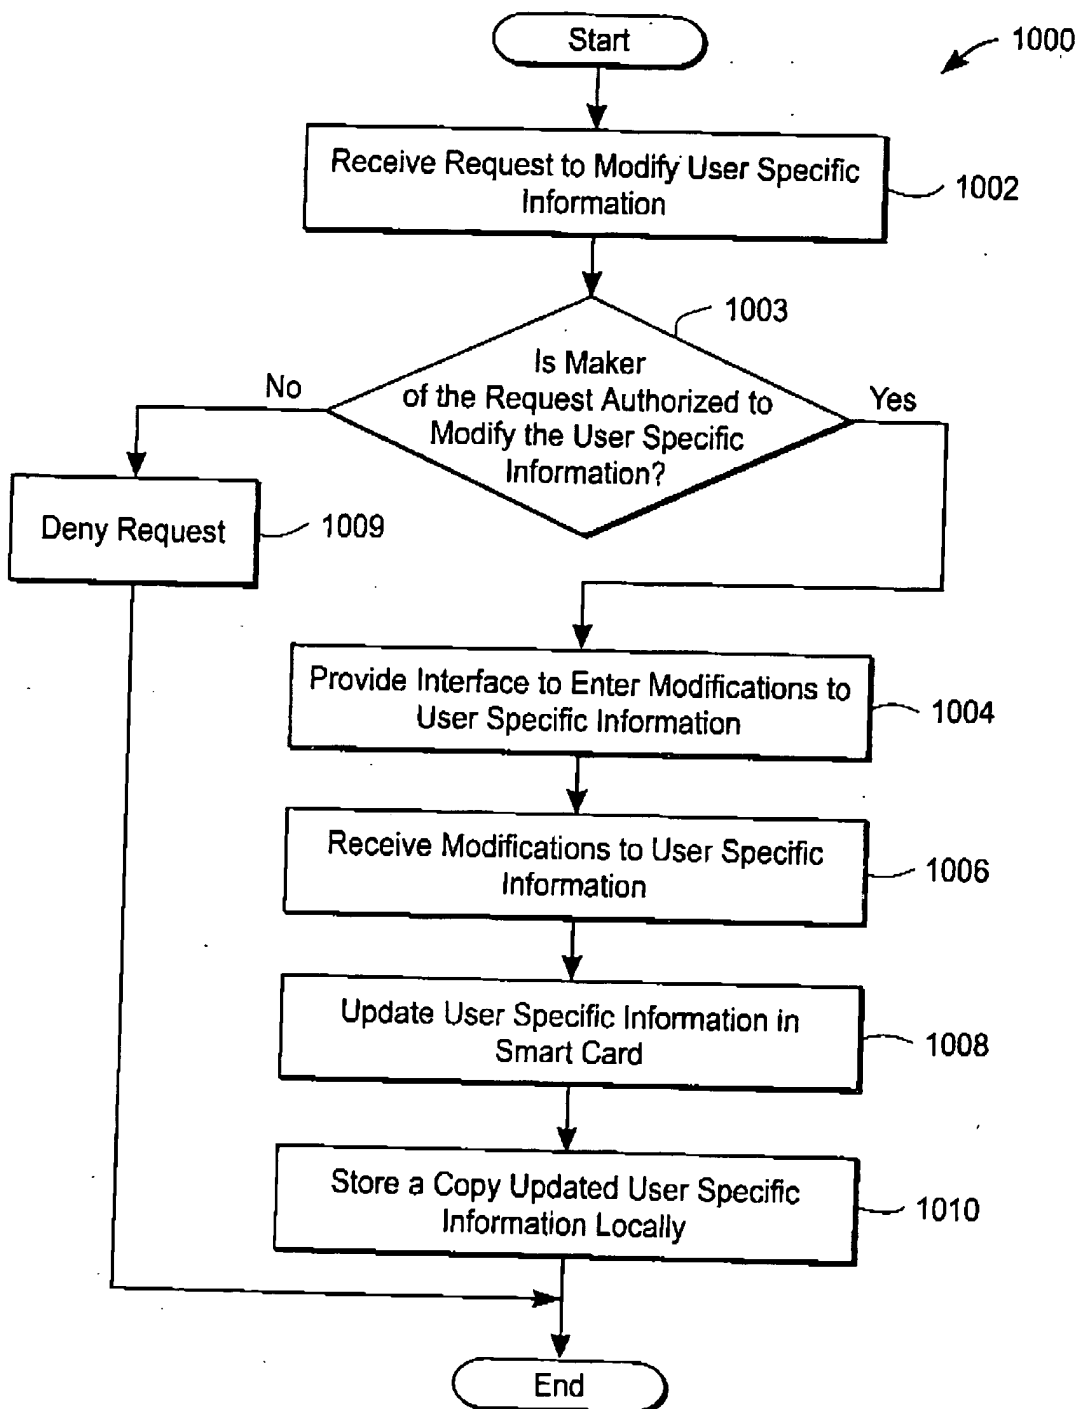 Start
1000
Receive Request to Modify User Specific
Information
1002
1003
Is Maker
of the Request Authorized to
Modify the User Specific
Information?
No
Yes
Deny Request
1009
Provide Interface to Enter Modifications to
User Specific Information
1004
Receive Modifications to User Specific
Information
1006
Update User Specific Information in
Smart Card
1008
Store a Copy Updated User Specific
Information Locally
1010
End